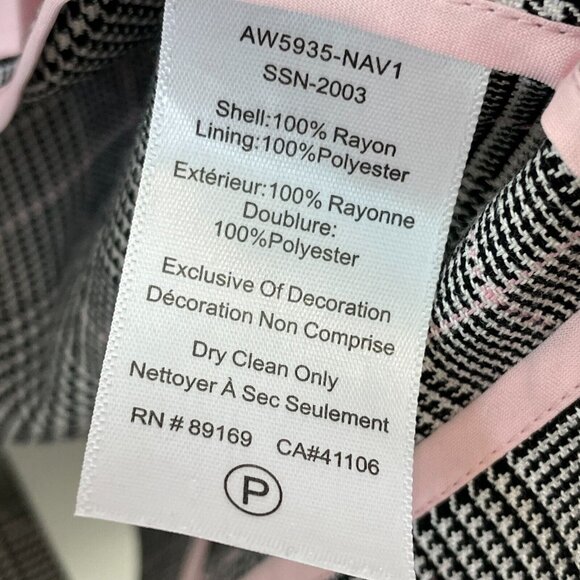 AW5935-NAV1
SSN-2003
Shell:100% Rayon
Lining:100%Polyester
Extérieur:100% Rayonne
Doublure:
100%Polyester
Exclusive Of Decoration
Décoration Non Comprise
Dry Clean Only
Nettoyer À Sec Seulement
RN # 89169 CA#41106
P